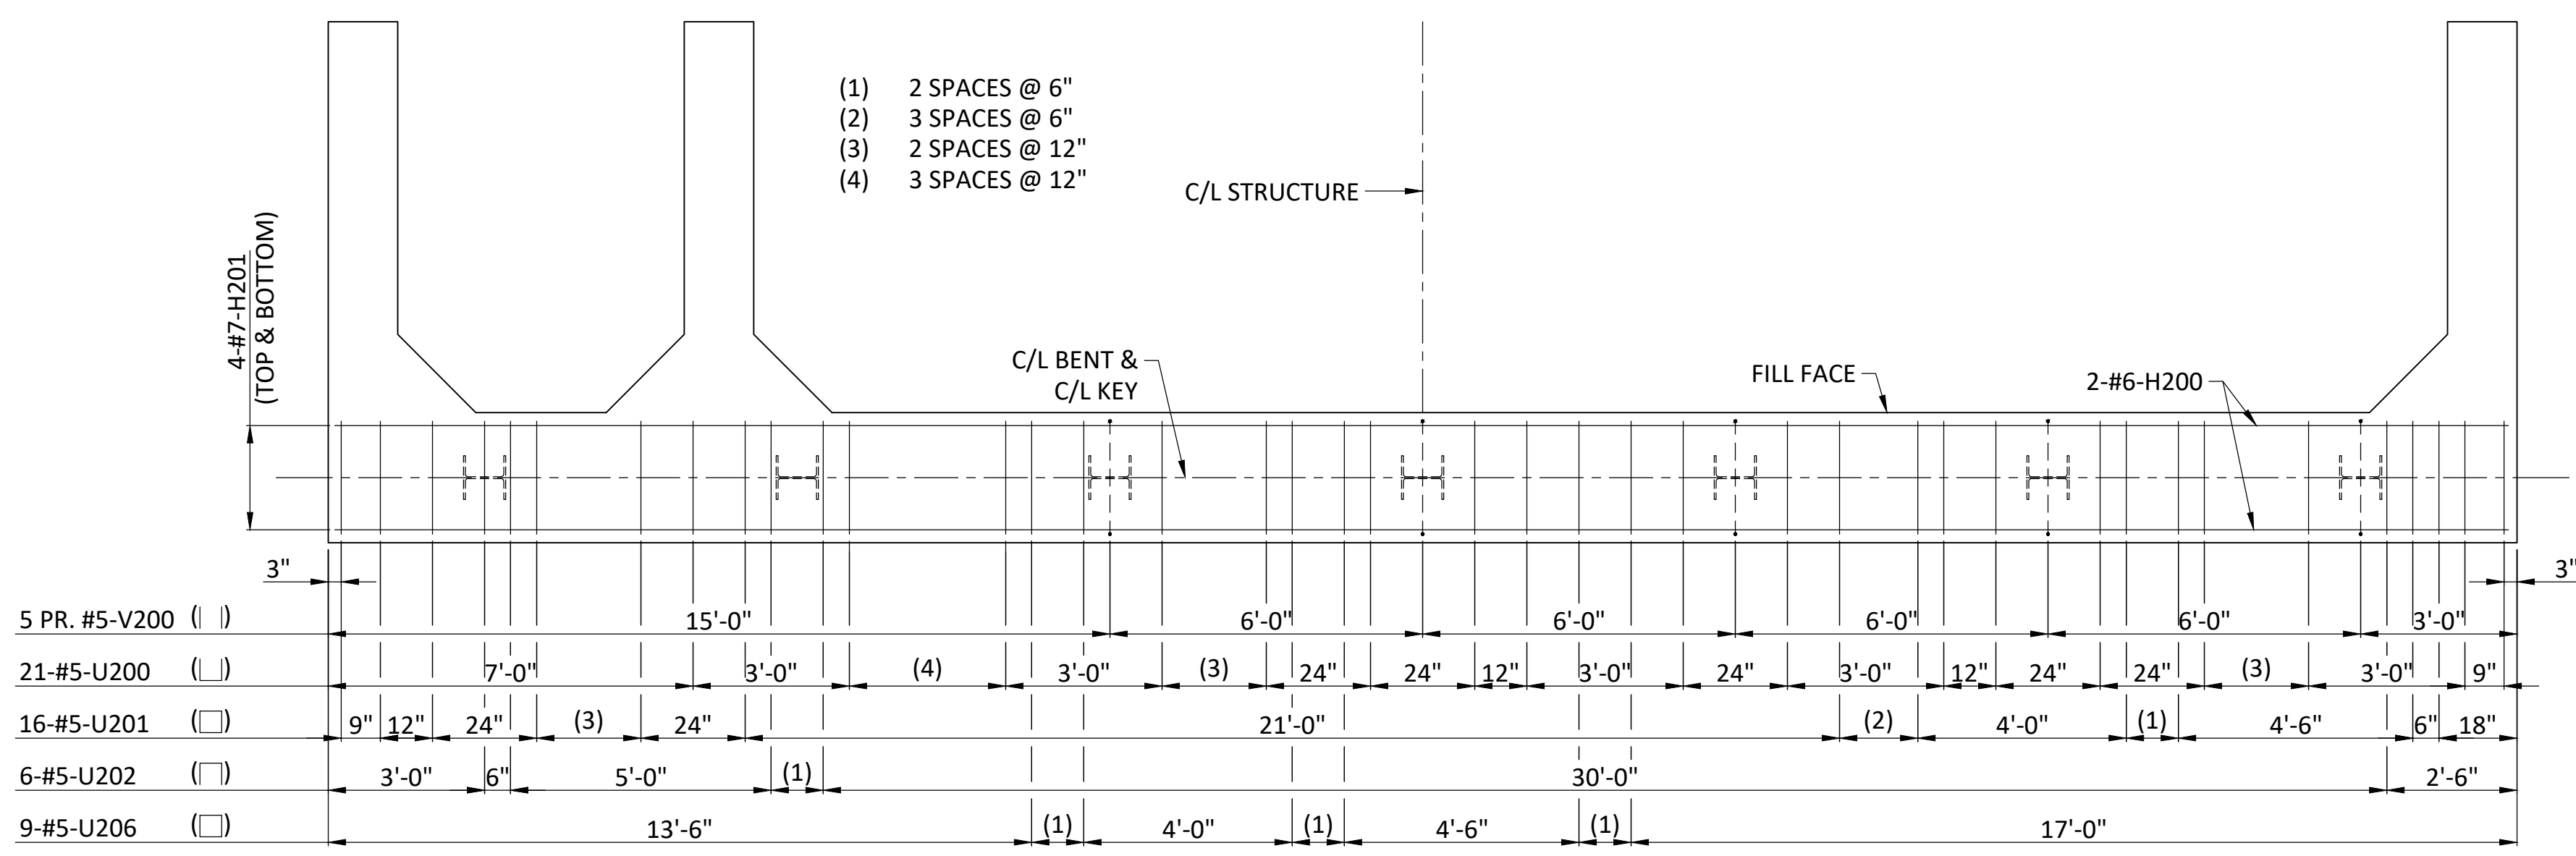 (1) 2 SPACES @ 6"
(2) 3 SPACES @ 6"
(3) 2 SPACES @ 12"
(4) 3 SPACES @ 12"
C/L STRUCTURE
4-#7-H201
(TOP & BOTTOM)
C/L BENT &
C/L KEY
FILL FACE
2-#6-H200
3" 3"
5 PR. #5-V200 ( ) 15'-0" 6'-0" 6'-0" 6'-0" 6'-0" 3'-0"
21-#5-U200 ( ) 7'-0" 3'-0" (4) 3'-0" (3) 24" 24" 12" 3'-0" 24" 3'-0" 12" 24" 24" (3) 3'-0" 9"
16-#5-U201 ( ) 9" 12" 24" (3) 24" 21'-0" (2) 4'-0" (1) 4'-6" 6" 18"
6-#5-U202 ( ) 3'-0" 6" 5'-0" (1) 30'-0" 2'-6"
9-#5-U206 ( ) 13'-6" (1) 4'-0" (1) 4'-6" (1) 17'-0"